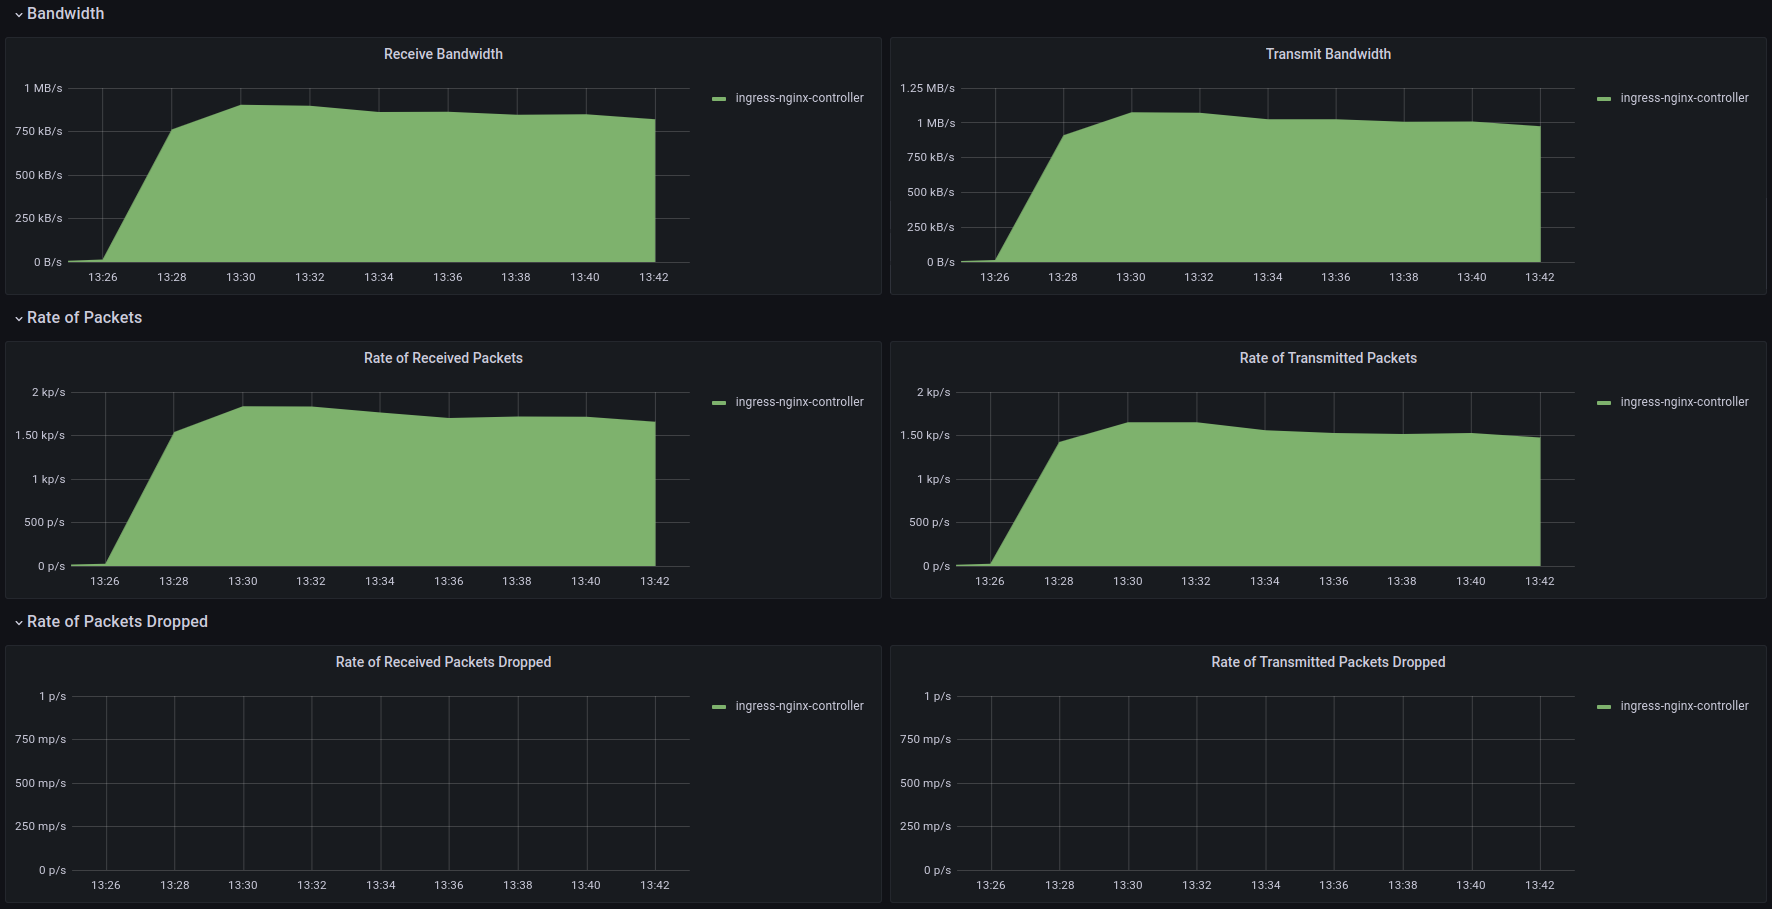 Bandwidth
Receive Bandwidth
1 MB/s
750 kB/s
500 kB/s
250 kB/s
0 B/s
13:26 13:28 13:30 13:32 13:34 13:36 13:38 13:40 13:42
ingress-nginx-controller
Transmit Bandwidth
1.25 MB/s
1 MB/s
750 kB/s
500 kB/s
250 kB/s
0 B/s
13:26 13:28 13:30 13:32 13:34 13:36 13:38 13:40 13:42
ingress-nginx-controller
Rate of Packets
Rate of Received Packets
2 kp/s
1.50 kp/s
1 kp/s
500 p/s
0 p/s
13:26 13:28 13:30 13:32 13:34 13:36 13:38 13:40 13:42
ingress-nginx-controller
Rate of Transmitted Packets
2 kp/s
1.50 kp/s
1 kp/s
500 p/s
0 p/s
13:26 13:28 13:30 13:32 13:34 13:36 13:38 13:40 13:42
ingress-nginx-controller
Rate of Packets Dropped
Rate of Received Packets Dropped
1 p/s
750 mp/s
500 mp/s
250 mp/s
0 p/s
13:26 13:28 13:30 13:32 13:34 13:36 13:38 13:40 13:42
ingress-nginx-controller
Rate of Transmitted Packets Dropped
1 p/s
750 mp/s
500 mp/s
250 mp/s
0 p/s
13:26 13:28 13:30 13:32 13:34 13:36 13:38 13:40 13:42
ingress-nginx-controller